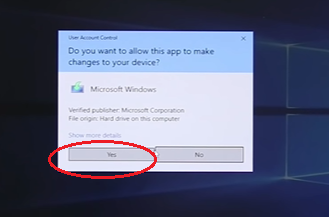 User Account Control
Do you want to allow this app to make
changes to your device?
Microsoft Windows
Verified publisher: Microsoft Corporation
File origin: Hard drive on this computer
Show more details
Yes
No